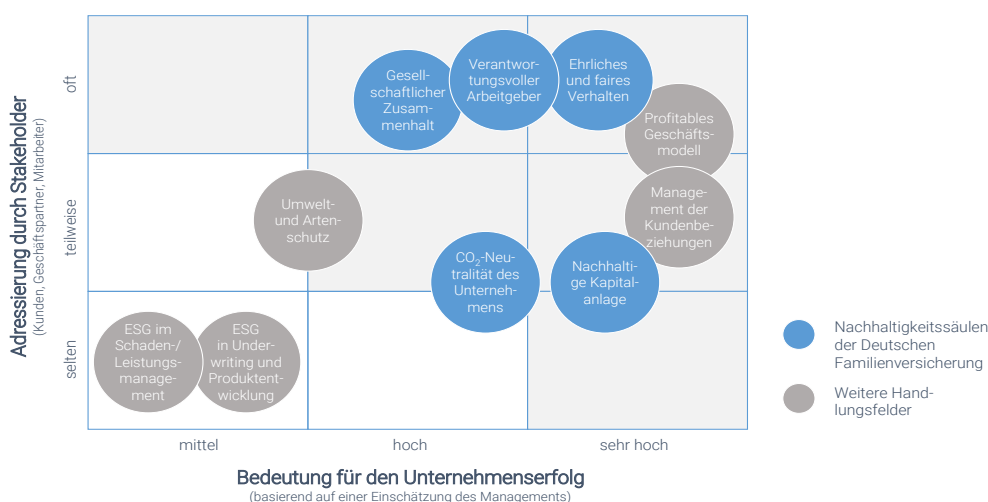 Adressierung durch Stakeholder
(Kunden, Geschäftspartner, Mitarbeiter)
oft
teilweise
selten
Gesell-
schaftlicher
Zusam-
menhalt
Verantwor-
tungsvoller
Arbeitgeber
Ehrliches
und faires
Verhalten
Profitables
Geschäfts-
modell
Umwelt-
und Arten-
schutz
Manage-
ment der
Kundenbe-
ziehungen
CO₂-Neu-
tralität des
Unterneh-
mens
Nachhalti-
ge Kapital-
anlage
ESG im
Schaden-/
Leistungs-
manage-
ment
ESG
in Under-
writing und
Produktent-
wicklung
mittel
hoch
sehr hoch
Bedeutung für den Unternehmenserfolg
(basierend auf einer Einschätzung des Managements)
Nachhaltigkeitssäulen
der Deutschen
Familienversicherung
Weitere Hand-
lungsfelder